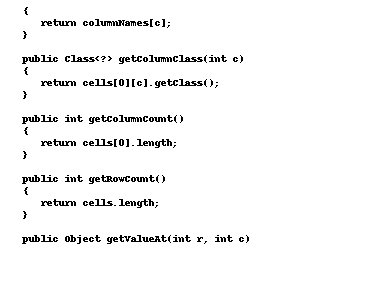 {
return columnNames[c];
}
public Class<?> getColumnClass(int c)
{
return cells[0][c].getClass();
}
public int getColumnCount()
{
return cells[0].length;
}
public int getRowCount()
{
return cells.length;
}
public Object getValueAt(int r, int c)